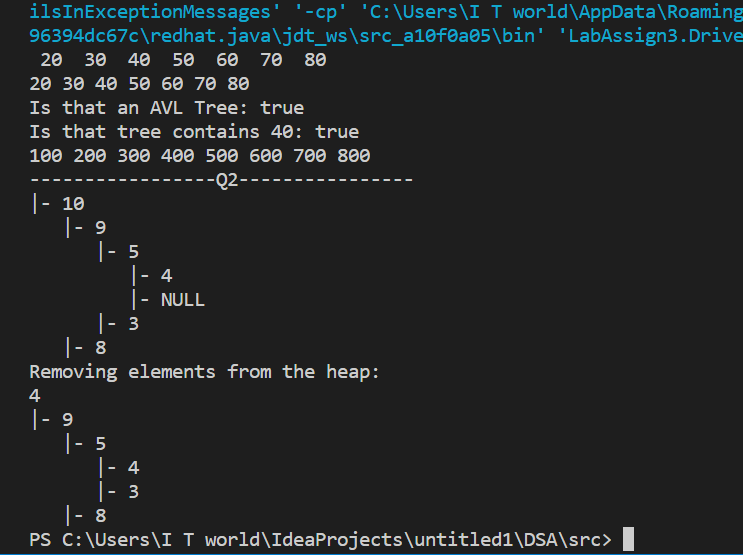 ilsInExceptionMessages' '-cp' 'C:\Users\I T world\AppData\Roaming
96394dc67c\redhat.java\jdt_ws\src_a10f0a05\bin' 'LabAssign3.Drive
 20  30  40  50  60  70  80
20 30 40 50 60 70 80
Is that an AVL Tree: true
Is that tree contains 40: true
100 200 300 400 500 600 700 800
-----------------Q2----------------
|- 10
   |- 9
      |- 5
         |- 4
         |- NULL
      |- 3
   |- 8
Removing elements from the heap:
4
|- 9
   |- 5
      |- 4
      |- 3
   |- 8
PS C:\Users\I T world\IdeaProjects\untitled1\DSA\src>